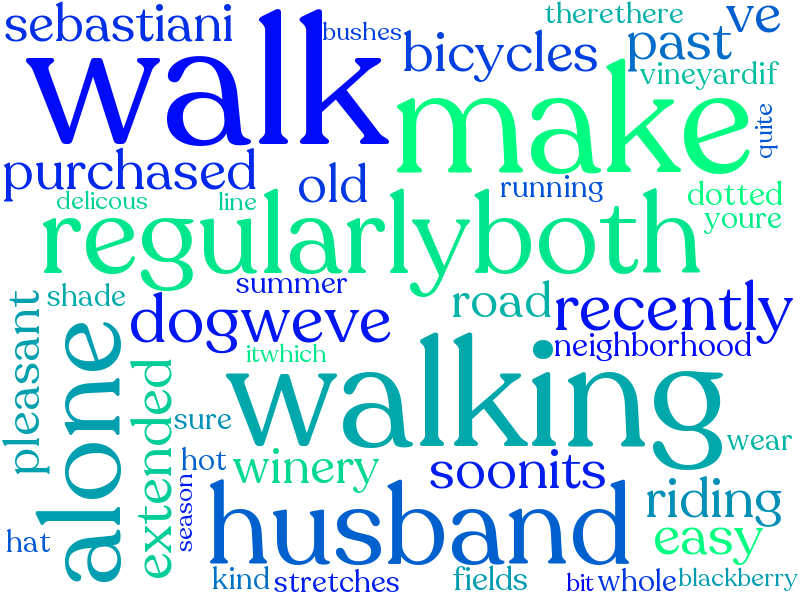 therethere
ve
sebastiani
walk
bushes
bicycles
past
vineyardif
make
quite
purchased
old
running
delicous
line
dotted
youre
regularlyboth
summer
shade
dogweve
road
recently
pleasant
alone
itwhich
neighborhood
walking
extended
sure
wear
hot
winery
soonits
season
husband
riding
easy
hat
kind
stretches
fields
bit
whole
blackberry